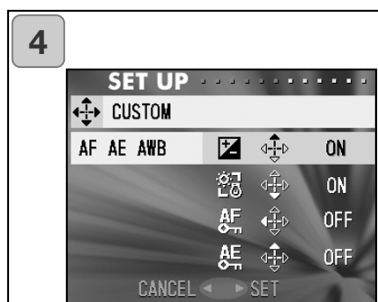 4
SET UP
CUSTOM
AF AE AWB ON
ON
AF OFF
AE OFF
CANCEL SET